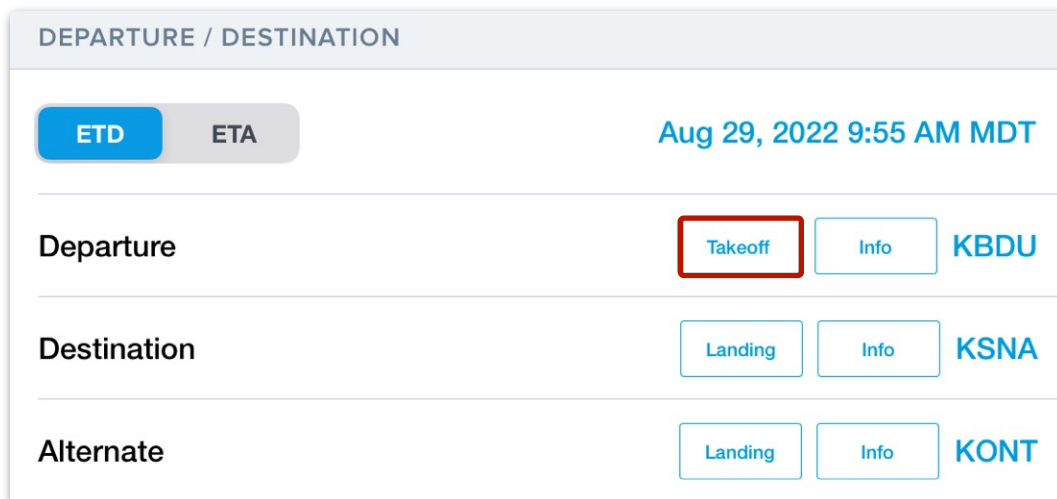 DEPARTURE / DESTINATION
ETD ETA Aug 29, 2022 9:55 AM MDT
Departure Takeoff Info KBDU
Destination Landing Info KSNA
Alternate Landing Info KONT